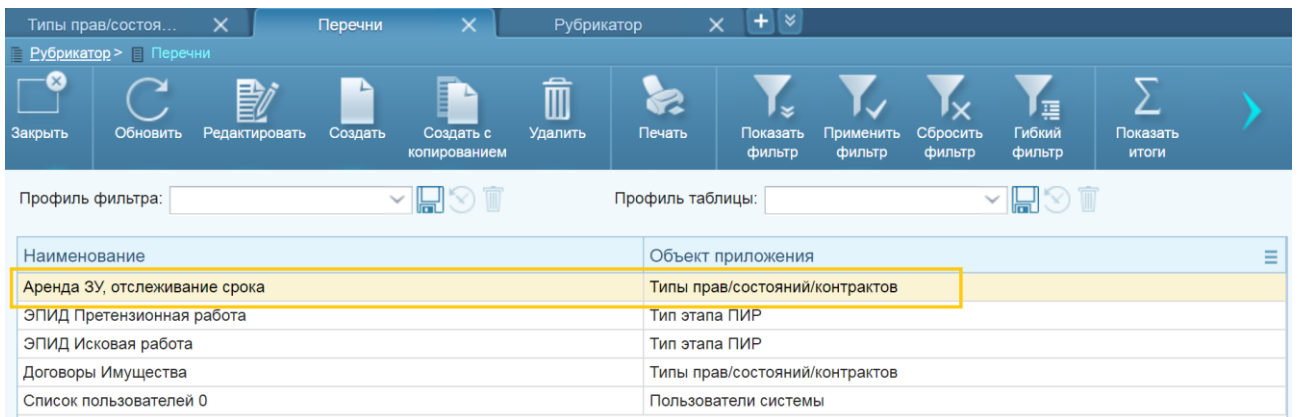 Типы прав/состоя... Перечни Рубрикатор
Рубрикатор > Перечни
Закрыть Обновить Редактировать Создать Создать с копированием Удалить Печать Показать фильтр Применить фильтр Сбросить фильтр Гибкий фильтр Показать итоги
Профиль фильтра: Профиль таблицы:
Наименование Объект приложения
Аренда ЗУ, отслеживание срока Типы прав/состояний/контрактов
ЭПИД Претензионная работа Тип этапа ПИР
ЭПИД Исковая работа Тип этапа ПИР
Договоры Имущества Типы прав/состояний/контрактов
Список пользователей 0 Пользователи системы